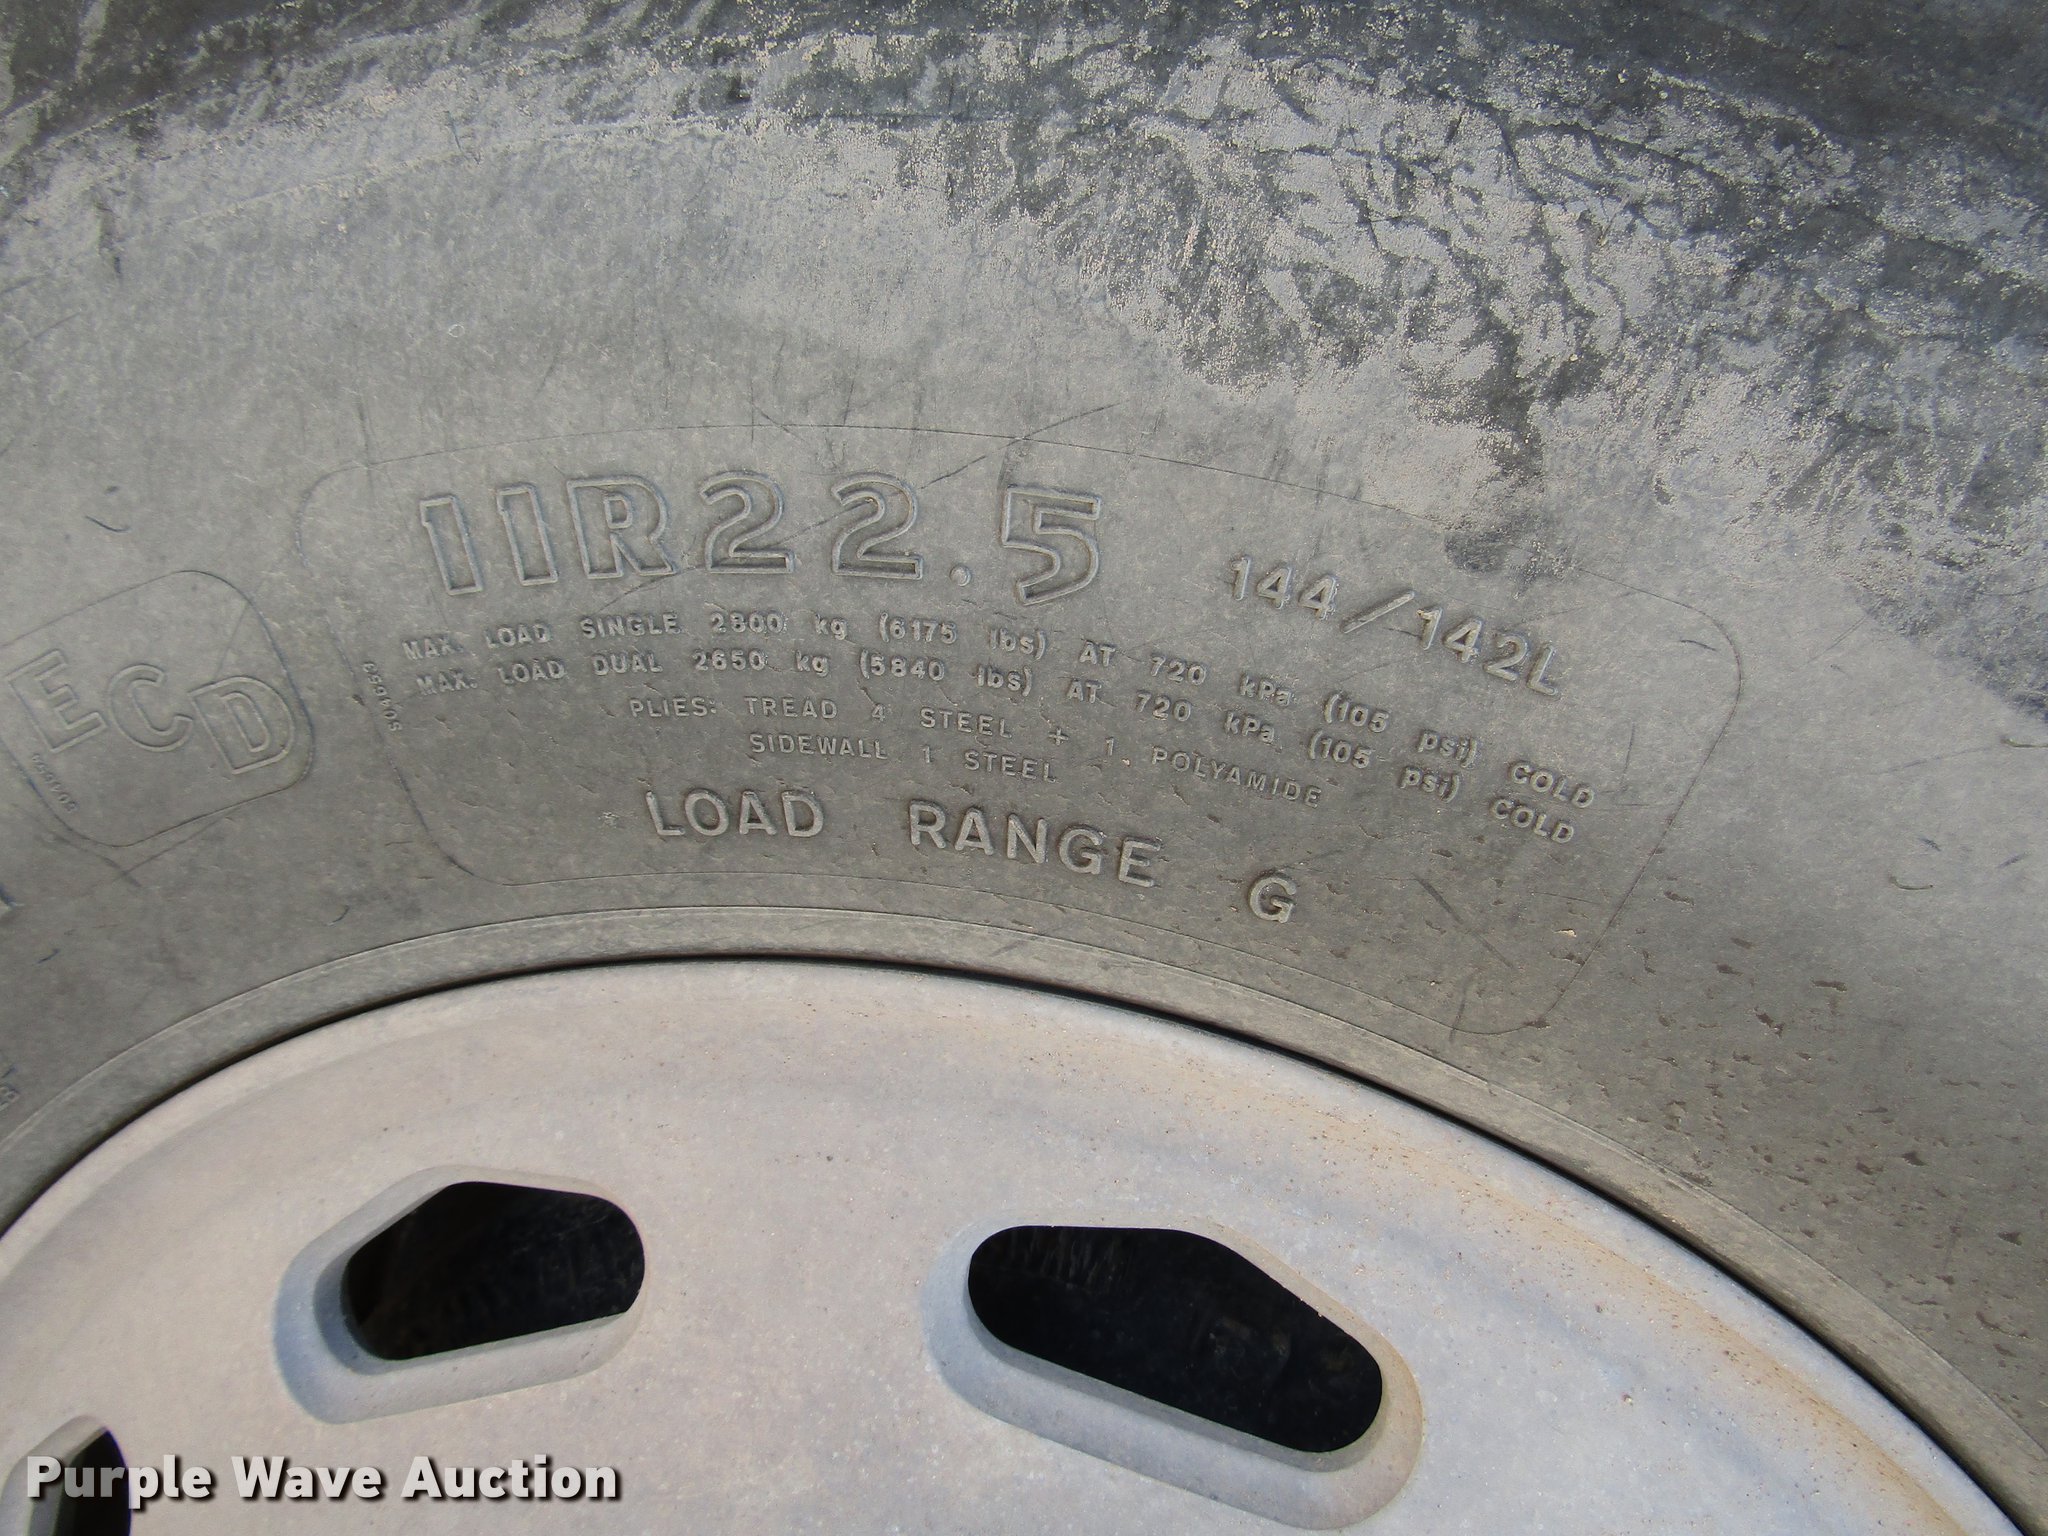 11R22.5 144/142L
MAX. LOAD SINGLE 2800 kg (6175 lbs) AT 720 kPa (105 psi) COLD
MAX. LOAD DUAL 2650 kg (5840 lbs) AT 720 kPa (105 psi) COLD
PLIES: TREAD 4 STEEL + 1 POLYAMIDE
SIDEWALL 1 STEEL
LOAD RANGE G
ECD
Purple Wave Auction